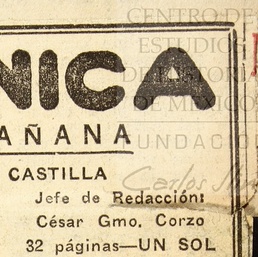 CENTRO DE
ESTUDIOS
DE HISTORIA
DE MÉXICO
FUNDACIÓN
Carlos
NICA
AÑANA
CASTILLA
Jefe de Redacción:
César Gmo. Corzo
32 páginas—UN SOL